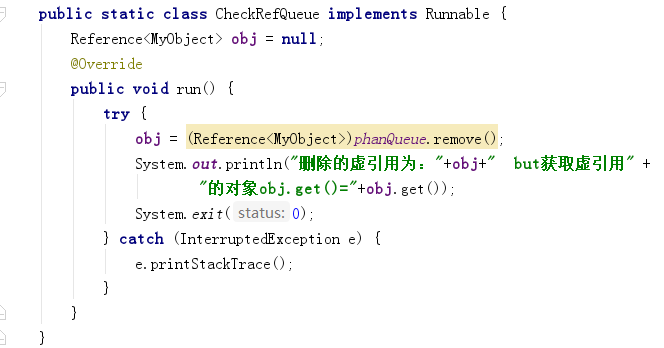 public static class CheckRefQueue implements Runnable {
    Reference<MyObject> obj = null;
    @Override
    public void run() {
        try {
            obj = (Reference<MyObject>)phanQueue.remove();
            System.out.println("删除的虚引用为："+obj+"  but获取虚引用" +
                    "的对象obj.get()="+obj.get());
            System.exit( status: 0);
        } catch (InterruptedException e) {
            e.printStackTrace();
        }
    }
}